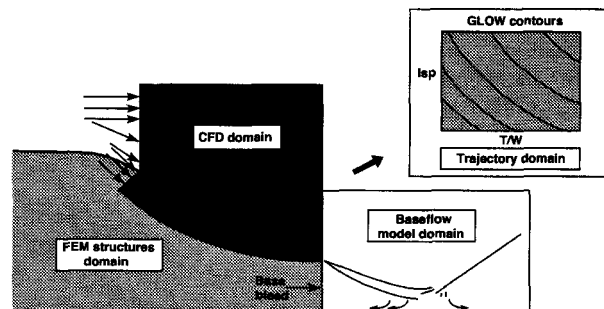 GLOW contours
Isp
T/W
Trajectory domain
CFD domain
Baseflow
model domain
FEM structures
domain
Base
bleed